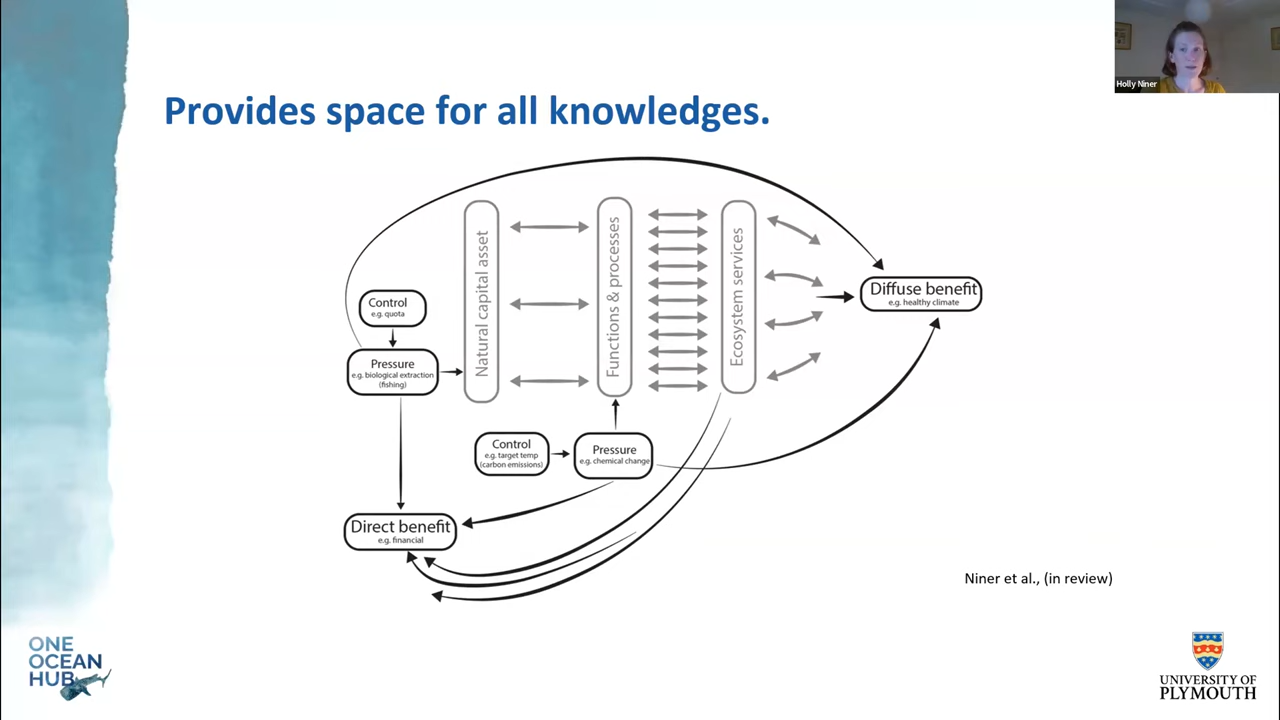 Holly Niner
Provides space for all knowledges.
Natural capital asset
Functions & processes
Ecosystem services
Diffuse benefit
e.g. healthy climate
Control
e.g. quota
Pressure
e.g. biological extraction
(fishing)
Control
e.g. target temp
(carbon emissions)
Pressure
e.g. chemical change
Direct benefit
e.g. financial
Niner et al., (in review)
ONE
OCEAN
HUB
UNIVERSITY OF
PLYMOUTH